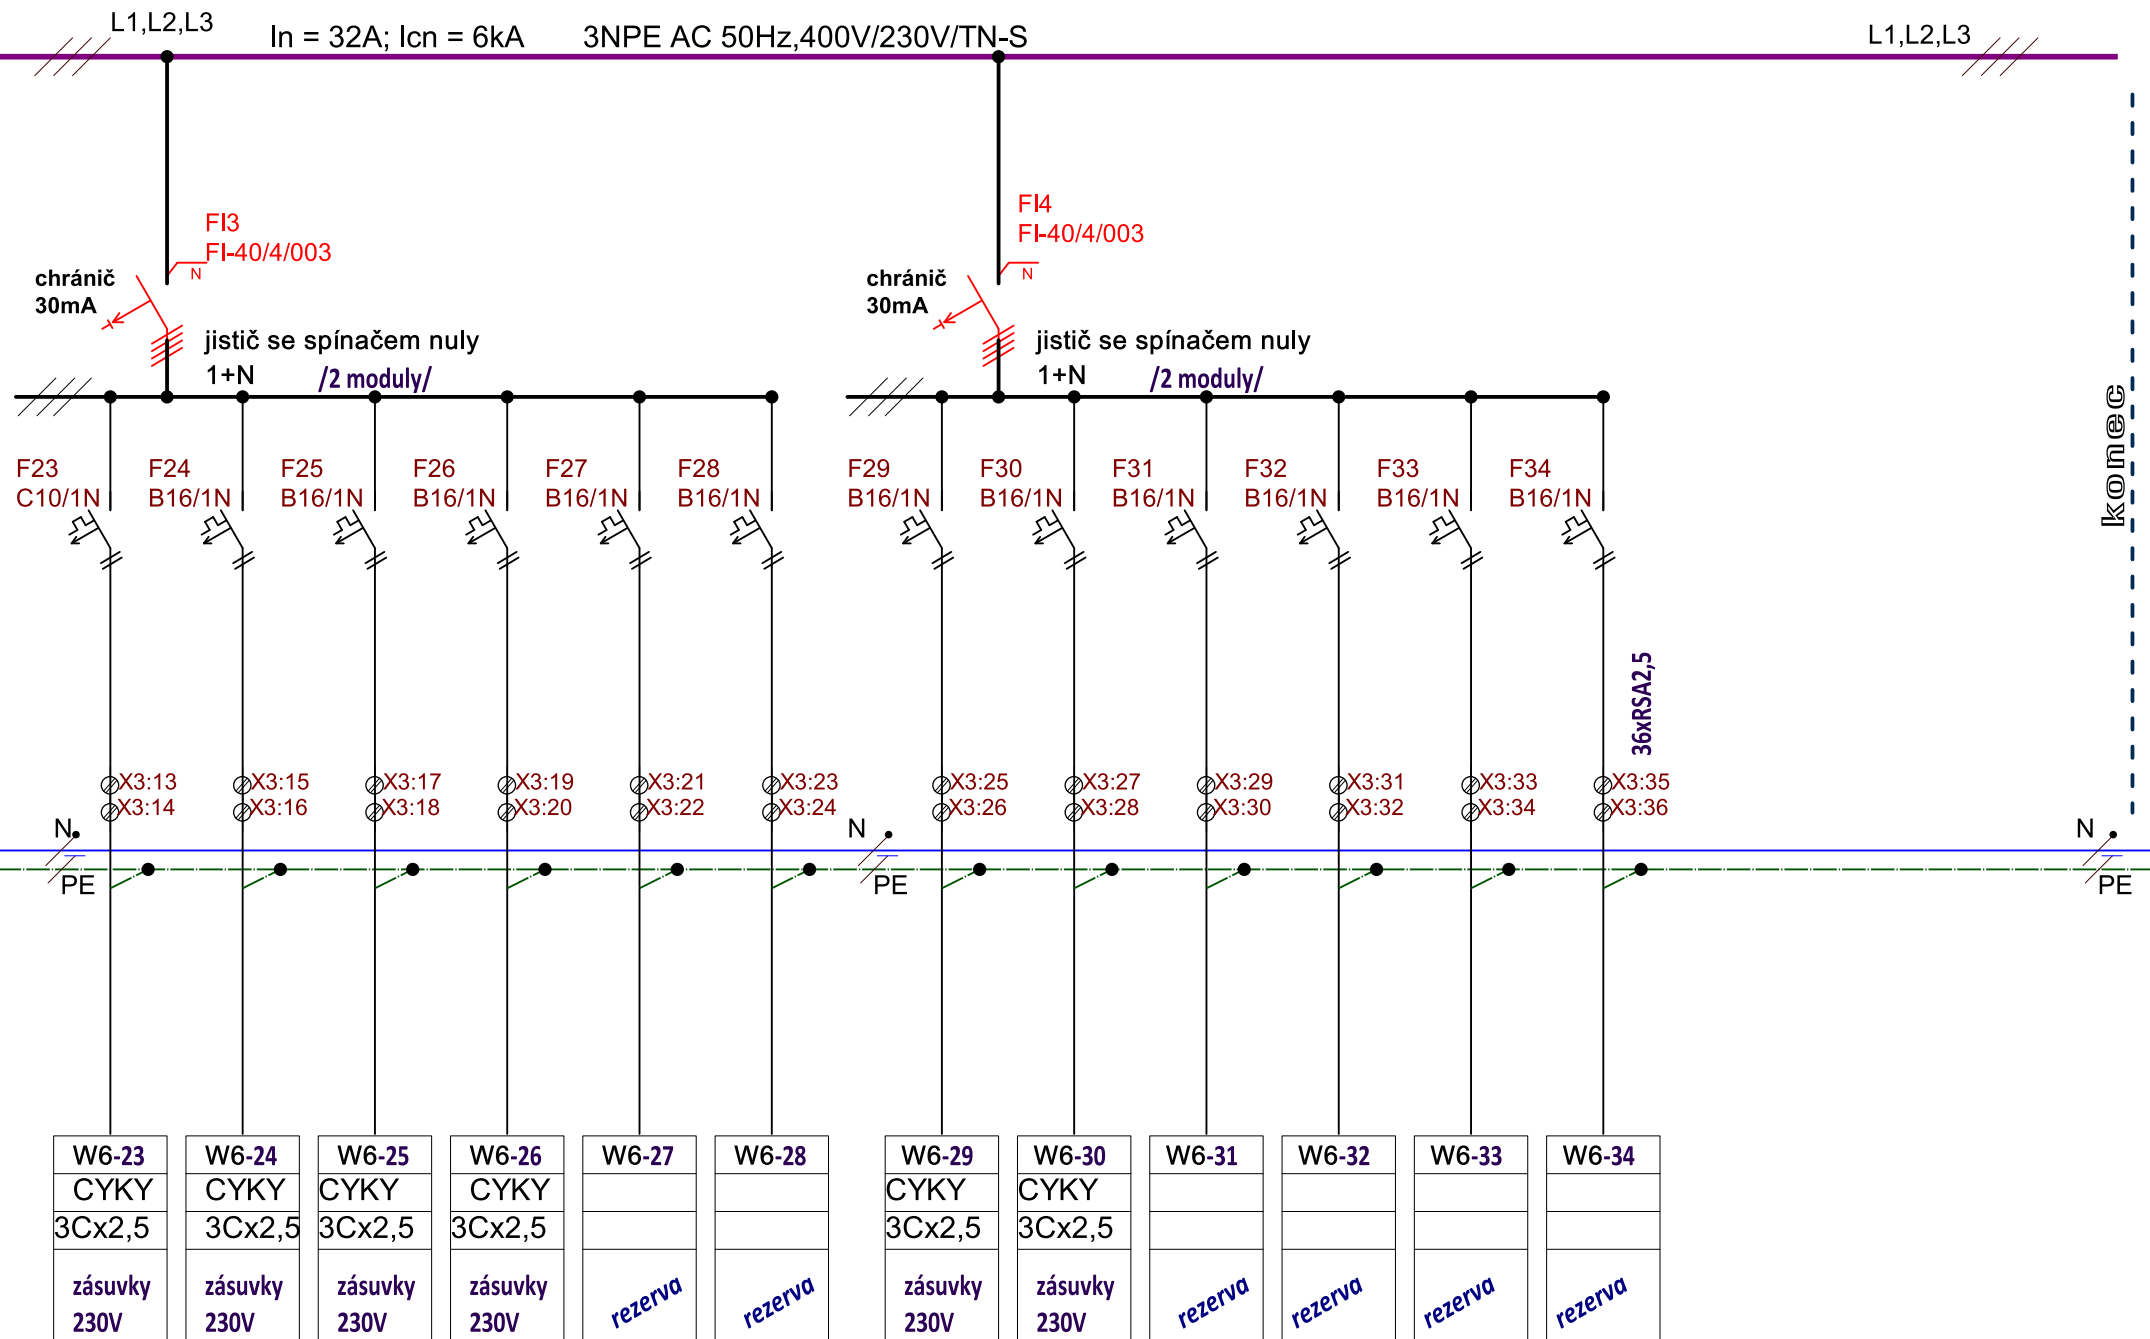 L1,L2,L3
In = 32A; Icn = 6kA 3NPE AC 50Hz,400V/230V/TN-S
L1,L2,L3
FI3
FI-40/4/003
N
chránič
30mA
jistič se spínačem nuly
1+N /2 moduly/
FI4
FI-40/4/003
N
chránič
30mA
jistič se spínačem nuly
1+N /2 moduly/
konec
F23 F24 F25 F26 F27 F28 F29 F30 F31 F32 F33 F34
C10/1N B16/1N B16/1N B16/1N B16/1N B16/1N B16/1N B16/1N B16/1N B16/1N B16/1N B16/1N
36xRSA2,5
X3:13 X3:15 X3:17 X3:19 X3:21 X3:23 X3:25 X3:27 X3:29 X3:31 X3:33 X3:35
X3:14 X3:16 X3:18 X3:20 X3:22 X3:24 X3:26 X3:28 X3:30 X3:32 X3:34 X3:36
N N N
PE PE PE
W6-23 W6-24 W6-25 W6-26 W6-27 W6-28 W6-29 W6-30 W6-31 W6-32 W6-33 W6-34
CYKY CYKY CYKY CYKY CYKY CYKY
3Cx2,5 3Cx2,5 3Cx2,5 3Cx2,5 3Cx2,5 3Cx2,5
zásuvky zásuvky zásuvky zásuvky rezerva rezerva zásuvky zásuvky rezerva rezerva rezerva rezerva
230V 230V 230V 230V 230V 230V